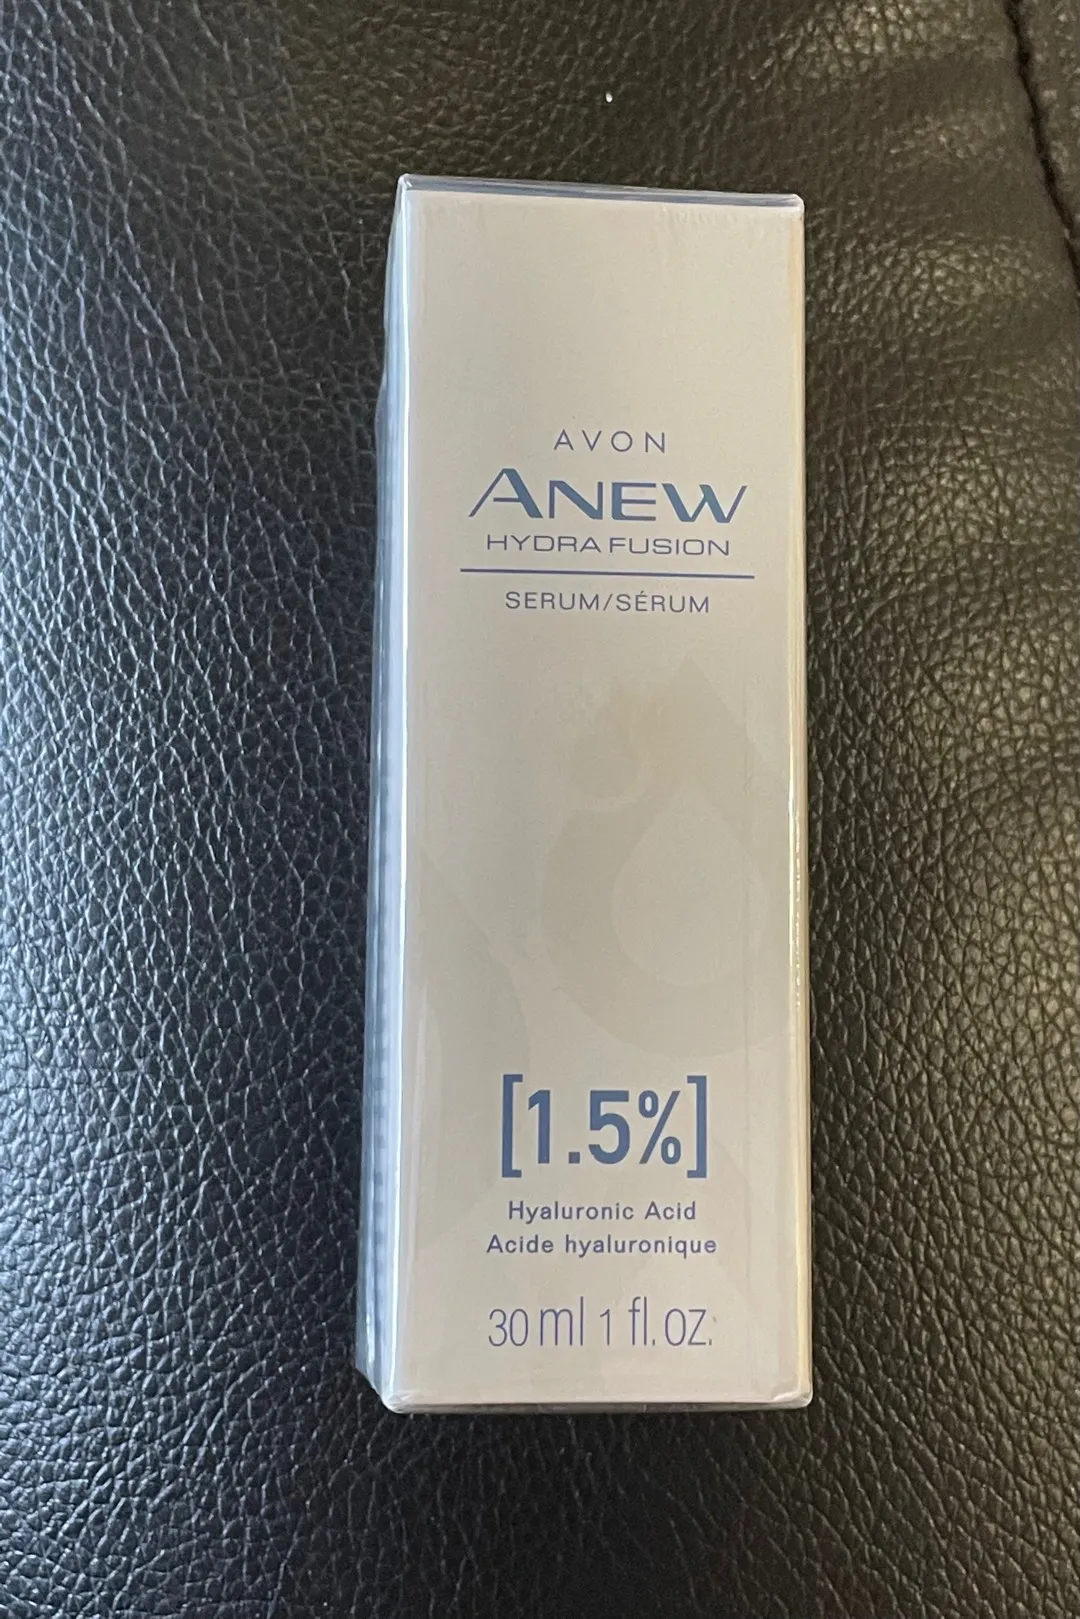 AVON
ANEW
HYDRA FUSION
SERUM/SÉRUM
[1.5%]
Hyaluronic Acid
Acide hyaluronique
30 ml 1 fl. oz.